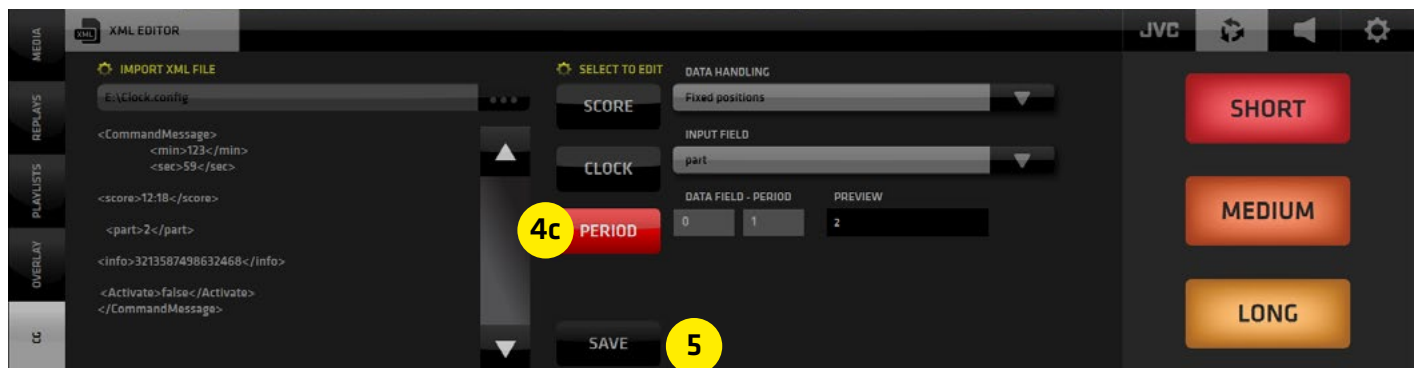 MEDIA
REPLAYS
PLAYLISTS
OVERLAY
CG
XML
XML EDITOR
JVC
IMPORT XML FILE
E:\Clock.config
<CommandMessage>
<min>123</min>
<sec>59</sec>
<score>12:18</score>
<part>2</part>
<info>3213587498632468</info>
<Activate>false</Activate>
</CommandMessage>
SELECT TO EDIT
SCORE
CLOCK
4c
PERIOD
SAVE
5
DATA HANDLING
Fixed positions
INPUT FIELD
part
DATA FIELD - PERIOD
PREVIEW
0
1
2
SHORT
MEDIUM
LONG